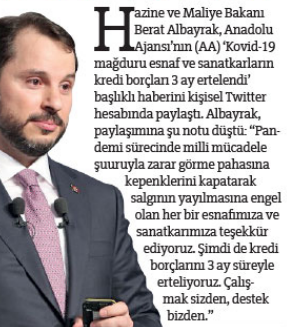 Hazine ve Maliye Bakanı
Berat Albayrak, Anadolu
Ajansı'nın (AA) 'Kovid-19
mağduru esnaf ve sanatkarların
kredi borçları 3 ay ertelendi'
başlıklı haberini kişisel Twitter
hesabında paylaştı. Albayrak,
paylaşımına şu notu düştü: "Pan-
demi sürecinde milli mücadele
şuuruyla zarar görme pahasına
kepenklerini kapatarak
salgının yayılmasına engel
olan her bir esnafımıza ve
sanatkarımıza teşekkür
ediyoruz. Şimdi de kredi
borçlarını 3 ay süreyle
erteliyoruz. Çalış-
mak sizden, destek
bizden."